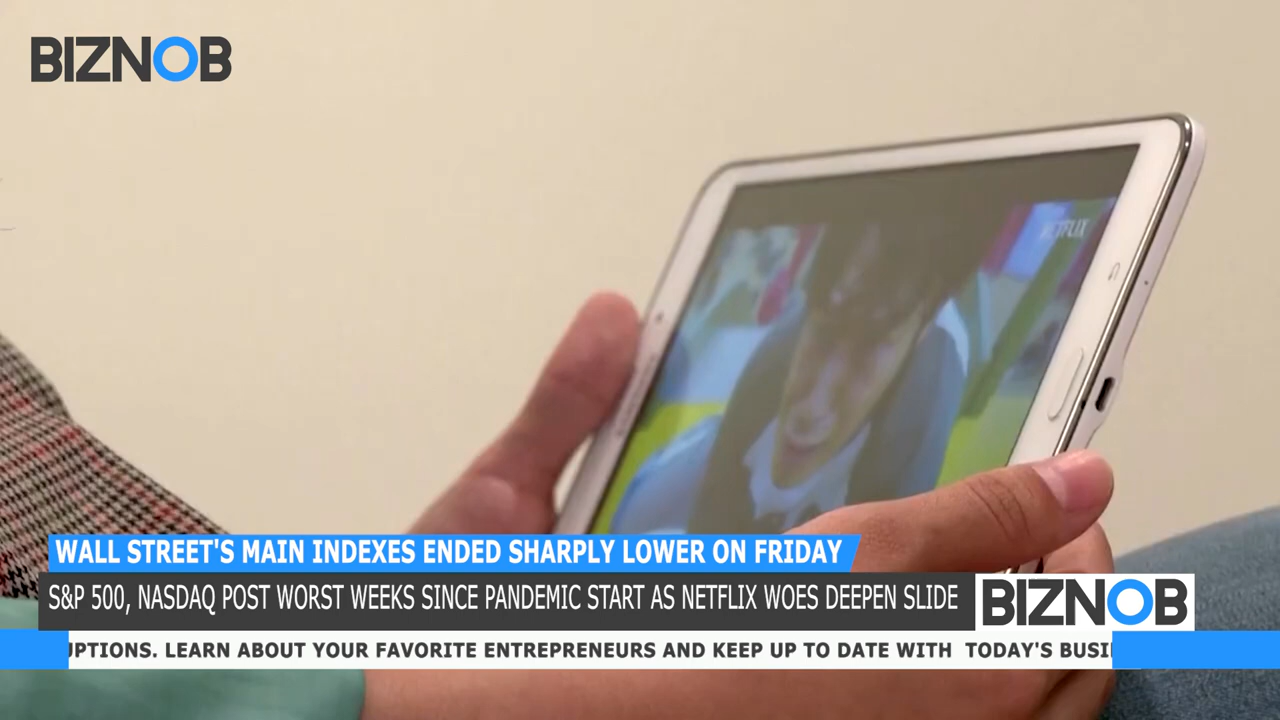 BIZNOB
NETFLIX
WALL STREET'S MAIN INDEXES ENDED SHARPLY LOWER ON FRIDAY
S&P 500, NASDAQ POST WORST WEEKS SINCE PANDEMIC START AS NETFLIX WOES DEEPEN SLIDE
BIZNOB
UPTIONS. LEARN ABOUT YOUR FAVORITE ENTREPRENEURS AND KEEP UP TO DATE WITH TODAY'S BUSI